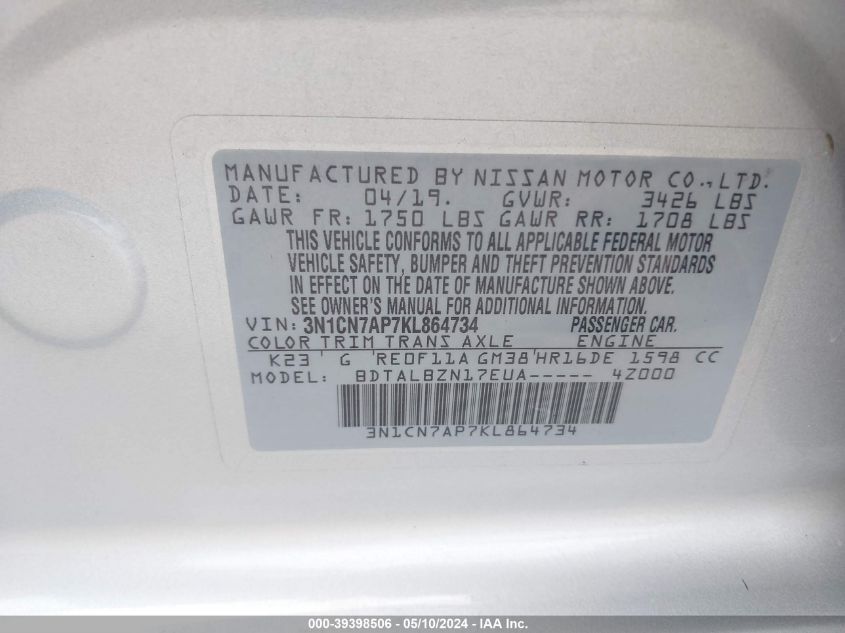 MANUFACTURED BY NISSAN MOTOR CO., LTD.
DATE: 04/19. GVWR: 3426 LBS
GAWR FR: 1750 LBS GAWR RR: 1708 LBS
THIS VEHICLE CONFORMS TO ALL APPLICABLE FEDERAL MOTOR
VEHICLE SAFETY, BUMPER AND THEFT PREVENTION STANDARDS
IN EFFECT ON THE DATE OF MANUFACTURE SHOWN ABOVE.
SEE OWNER'S MANUAL FOR ADDITIONAL INFORMATION.
VIN: 3N1CN7AP7KL864734 PASSENGER CAR.
COLOR TRIM TRANS AXLE ENGINE
K23 G RE0F11A GM38 HR16DE 1598 CC
MODEL: BDTALBZN17EUA----- 4Z000
3N1CN7AP7KL864734
000-39398506 - 05/10/2024 - IAA Inc.